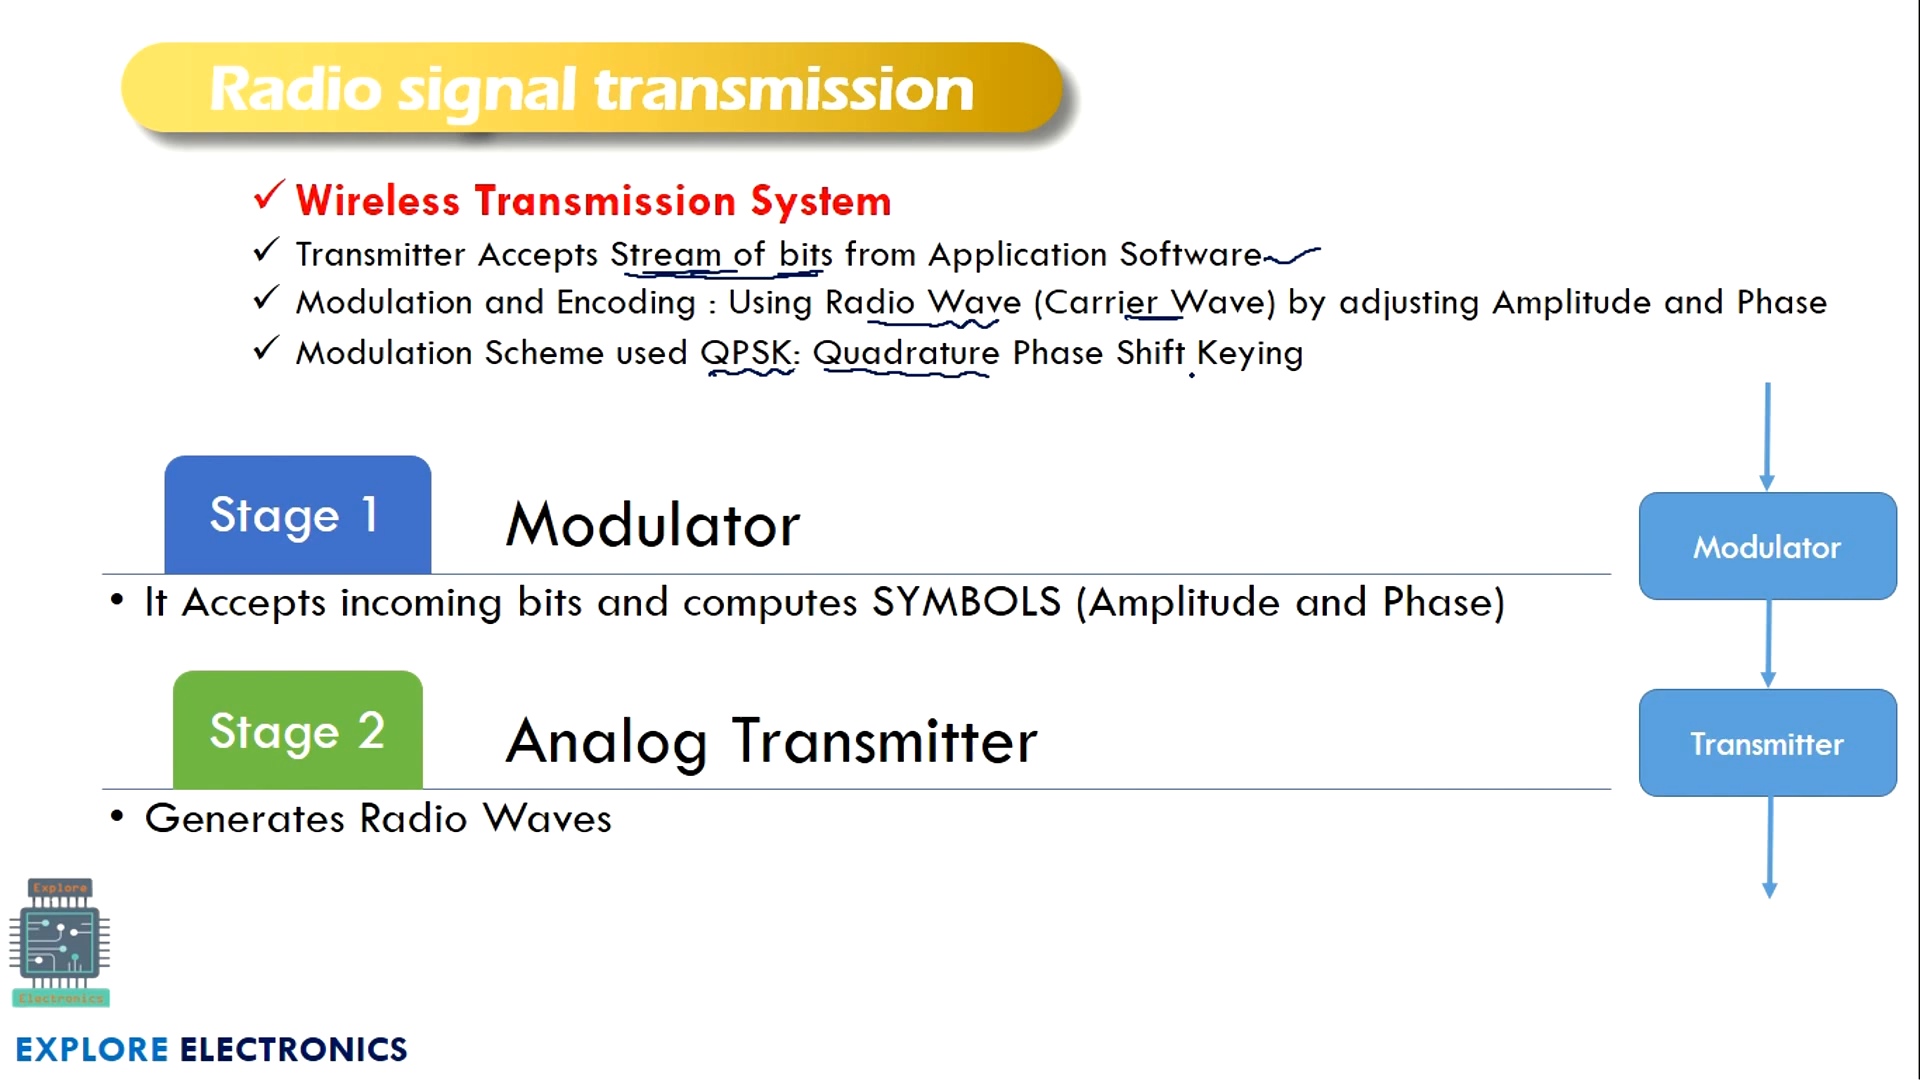 Radio signal transmission
✓ Wireless Transmission System
✓ Transmitter Accepts Stream of bits from Application Software
✓ Modulation and Encoding : Using Radio Wave (Carrier Wave) by adjusting Amplitude and Phase
✓ Modulation Scheme used QPSK: Quadrature Phase Shift Keying
Stage 1
Modulator
• It Accepts incoming bits and computes SYMBOLS (Amplitude and Phase)
Stage 2
Analog Transmitter
• Generates Radio Waves
Modulator
Transmitter
Explore
Electronics
EXPLORE ELECTRONICS